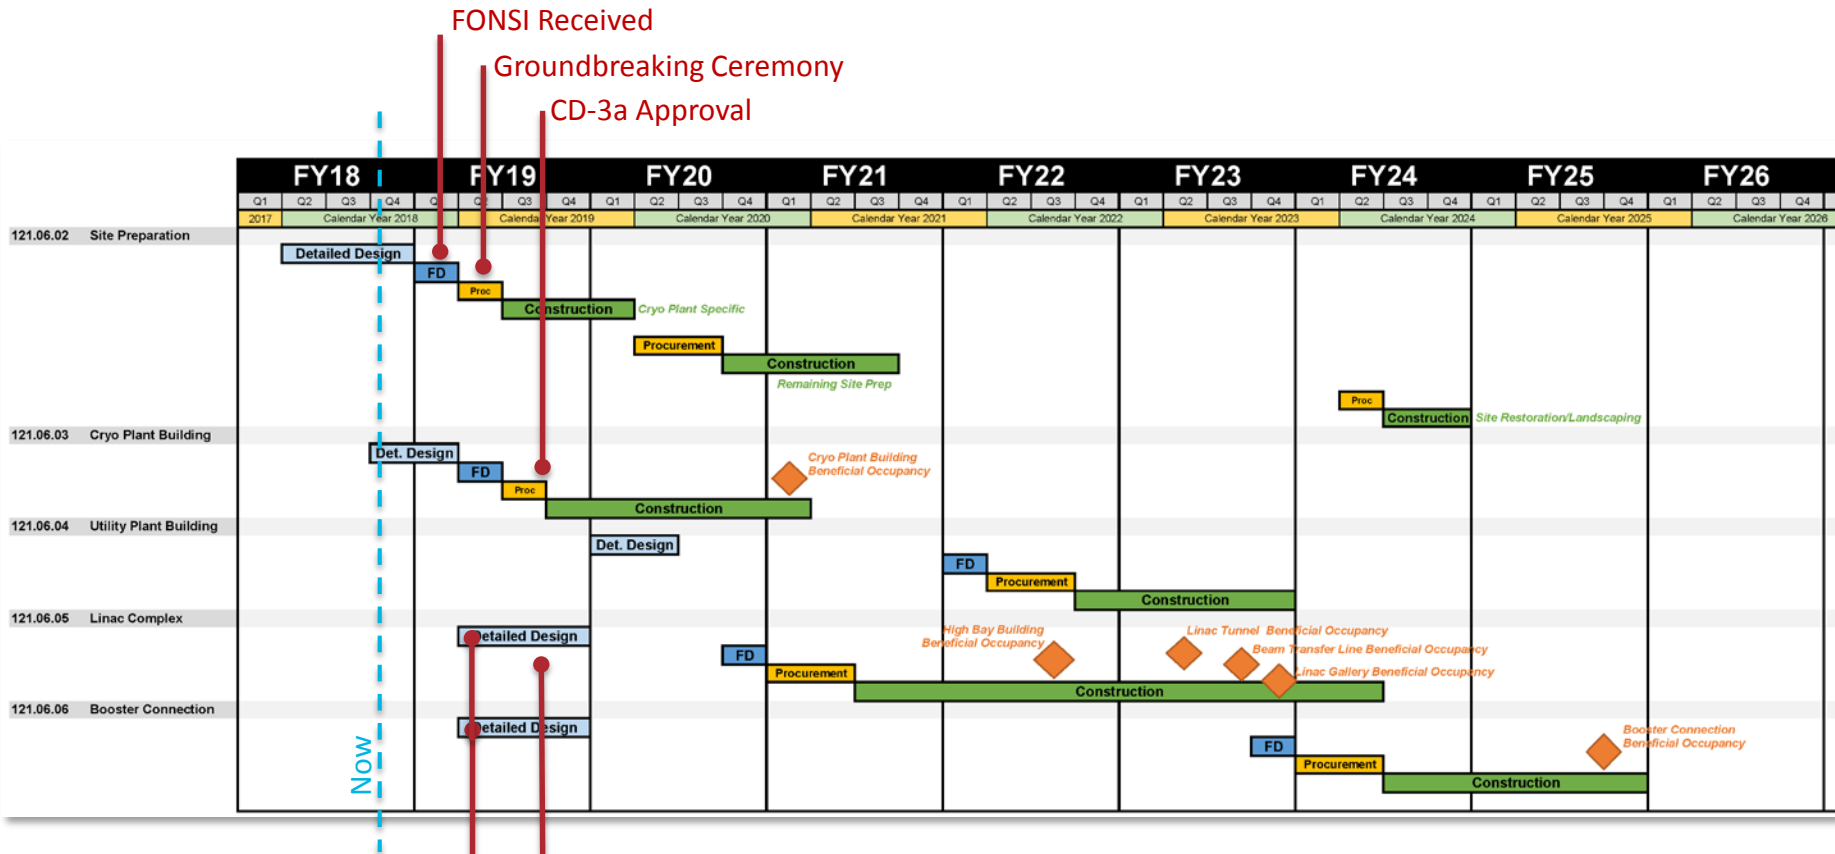 FONSI Received
Groundbreaking Ceremony
CD-3a Approval
FY18 FY19 FY20 FY21 FY22 FY23 FY24 FY25 FY26
Q1 Q2 Q3 Q4 Q2 Q3 Q4 Q1 Q2 Q3 Q4 Q1 Q2 Q3 Q4 Q1 Q2 Q3 Q4 Q1 Q2 Q3 Q4 Q1 Q2 Q3 Q4 Q1 Q2 Q3 Q4 Q1 Q2 Q3 Q4
2017 Calendar Year 2018 Calendar Year 2019 Calendar Year 2020 Calendar Year 2021 Calendar Year 2022 Calendar Year 2023 Calendar Year 2024 Calendar Year 2025 Calendar Year 2026
121.06.02 Site Preparation
Detailed Design
FD
Proc
Construction Cryo Plant Specific
Procurement
Construction
Remaining Site Prep
Proc
Construction Site Restoration/Landscaping
121.06.03 Cryo Plant Building
Det. Design
FD
Proc
Cryo Plant Building
Beneficial Occupancy
Construction
121.06.04 Utility Plant Building
Det. Design
FD
Procurement
Construction
121.06.05 Linac Complex
Detailed Design
FD
Procurement
High Bay Building
Beneficial Occupancy
Linac Tunnel Beneficial Occupancy
Beam Transfer Line Beneficial Occupancy
Linac Gallery Beneficial Occupancy
Construction
121.06.06 Booster Connection
Detailed Design
FD
Procurement
Booster Connection
Beneficial Occupancy
Construction
Now